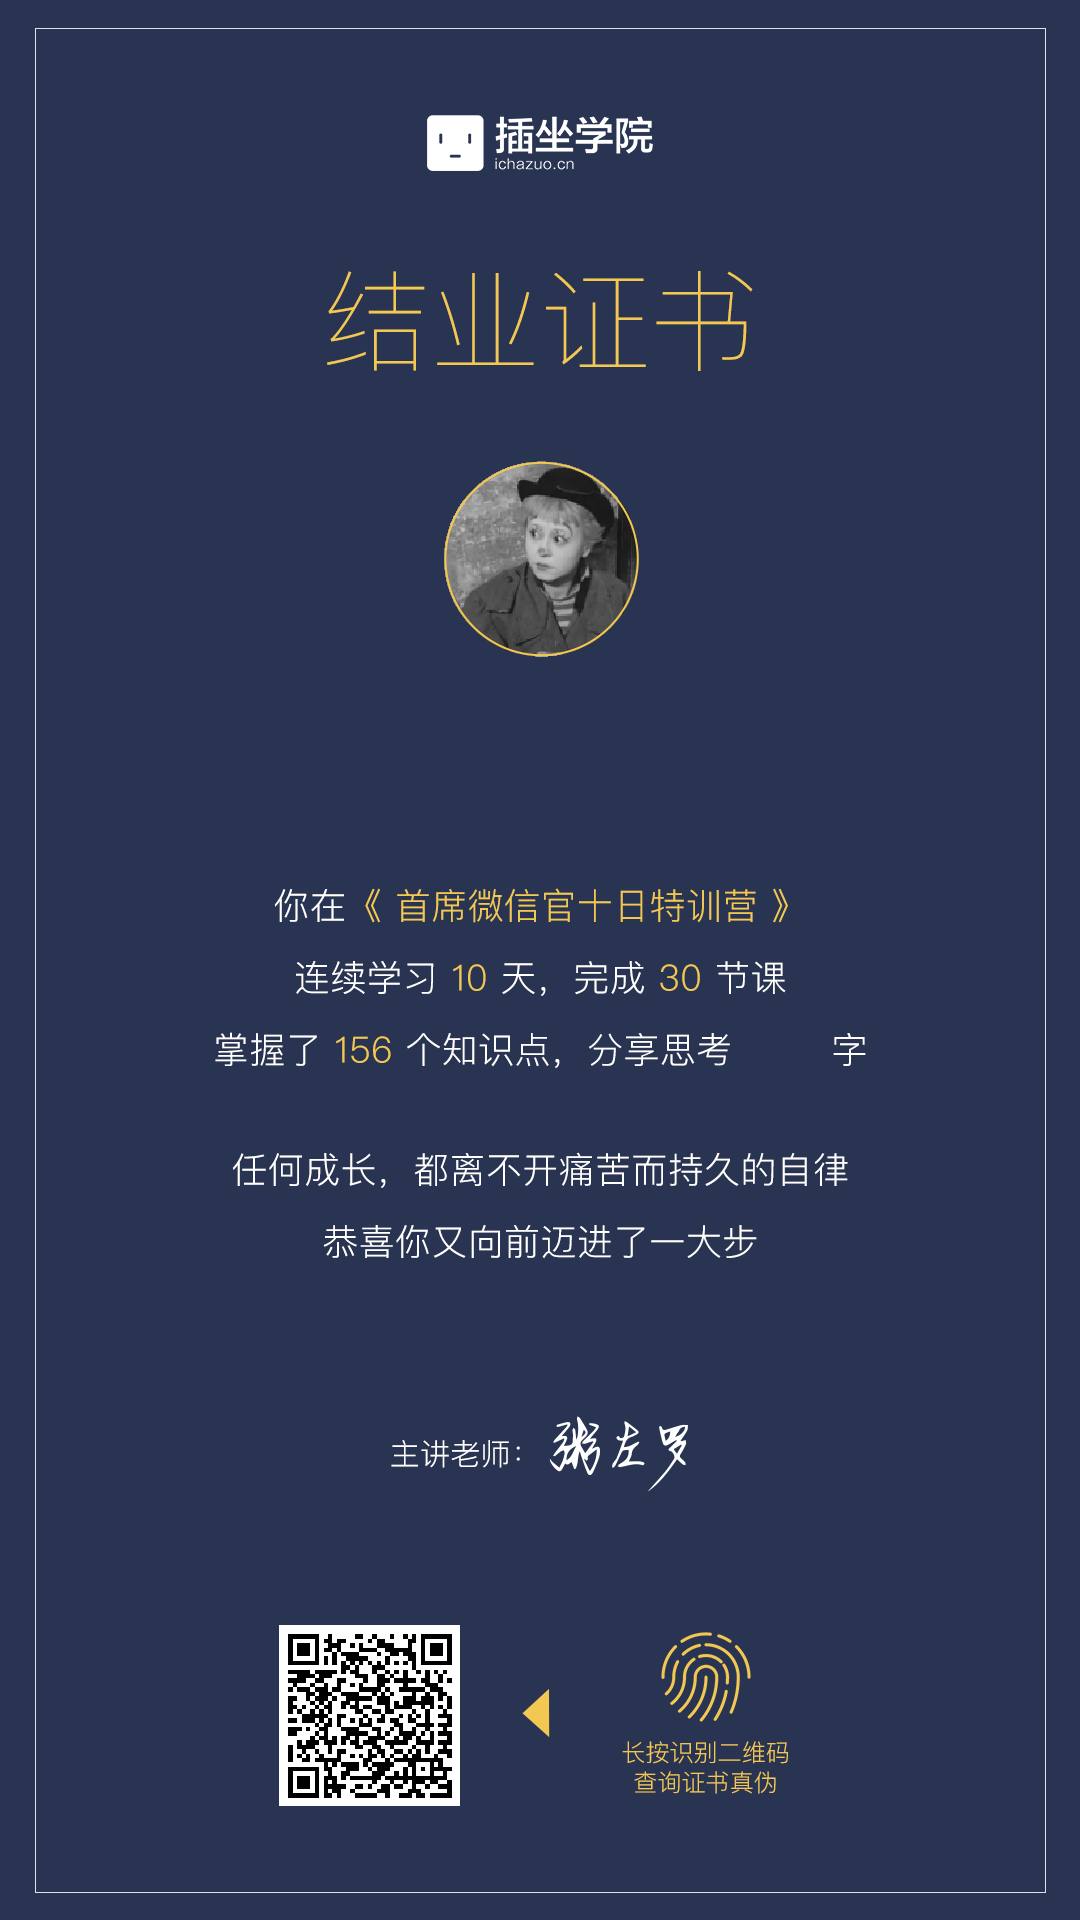 插坐学院
ichazuo.cn
结业证书
你在《 首席微信官十日特训营 》
连续学习 10 天，完成 30 节课
掌握了 156 个知识点，分享思考 字
任何成长，都离不开痛苦而持久的自律
恭喜你又向前迈进了一大步
主讲老师：粥左罗
长按识别二维码
查询证书真伪